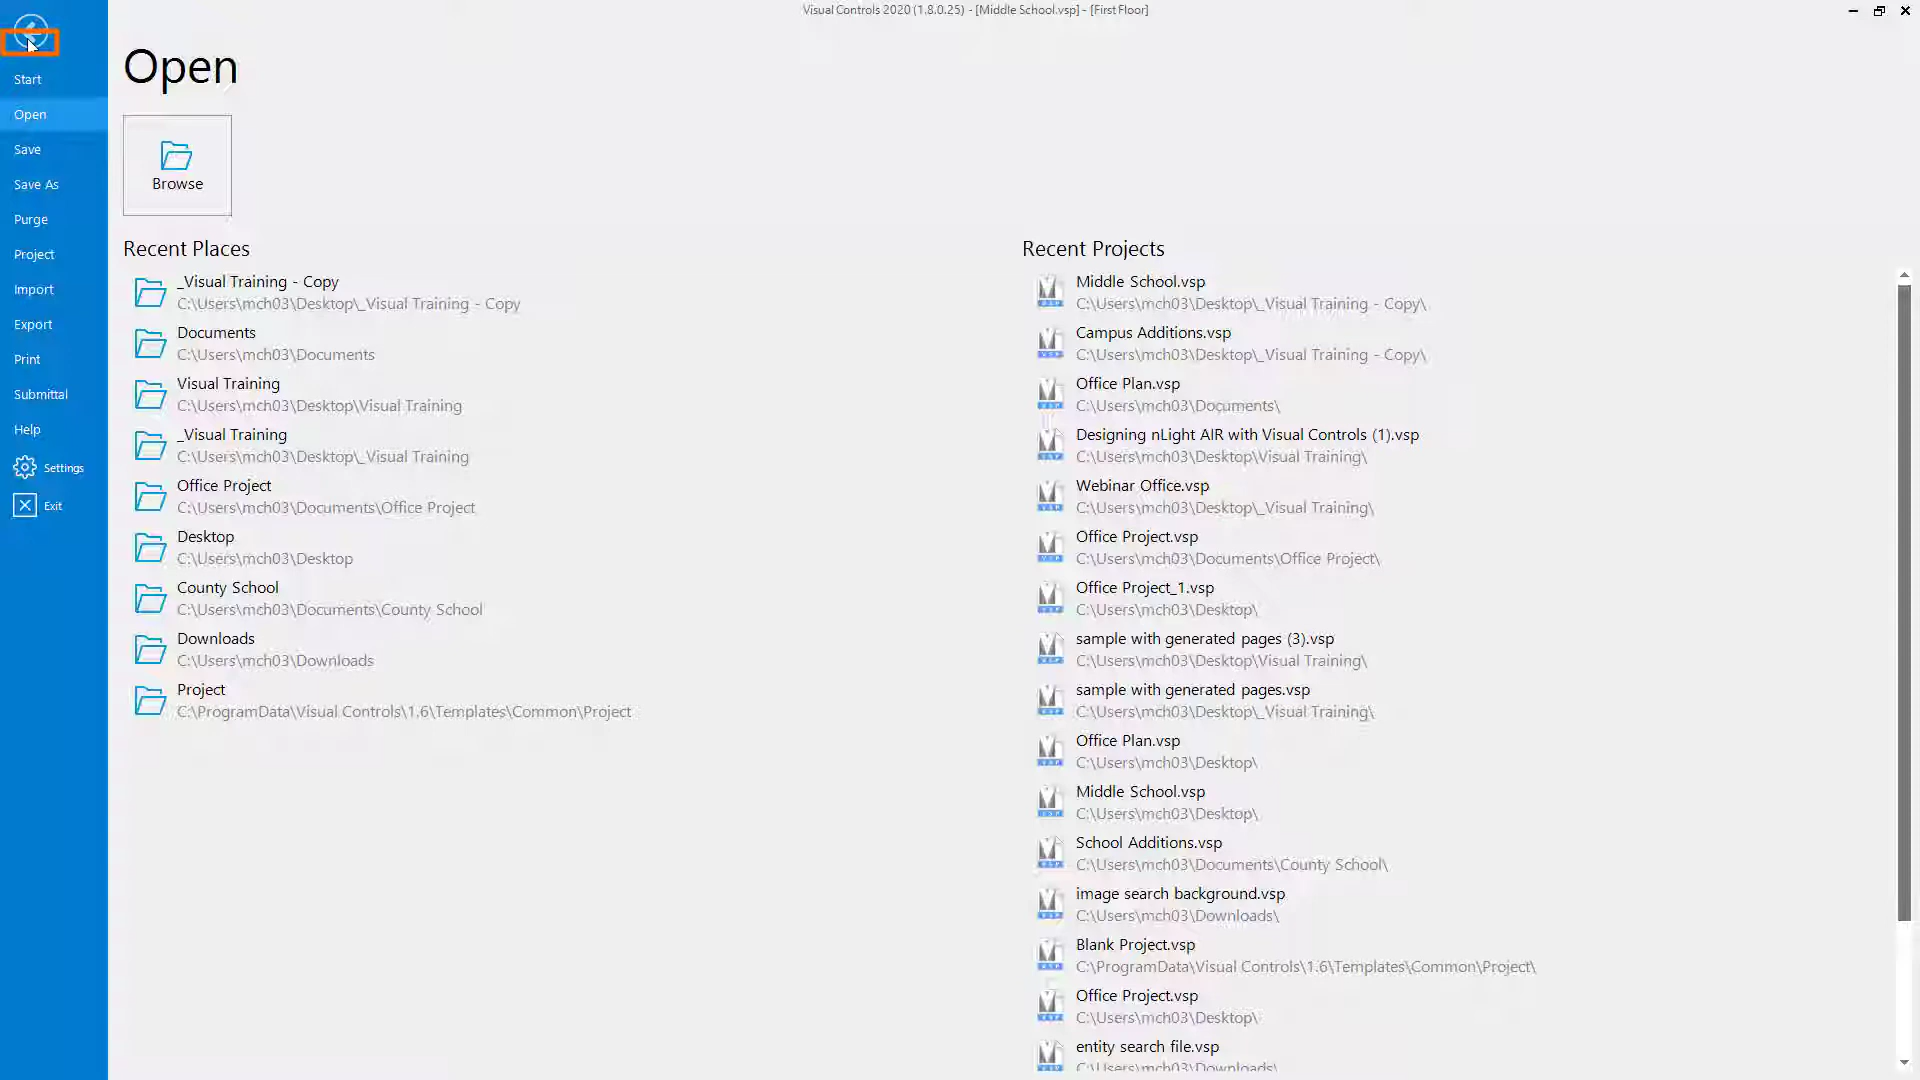 Visual Controls 2020 (1.8.0.25) - [Middle School.vsp] - [First Floor]
Start
Open
Save
Save As
Purge
Project
Import
Export
Print
Submittal
Help
Settings
Exit
Open
Browse
Recent Places
_Visual Training - Copy
C:\Users\mch03\Desktop\_Visual Training - Copy
Documents
C:\Users\mch03\Documents
Visual Training
C:\Users\mch03\Desktop\Visual Training
_Visual Training
C:\Users\mch03\Desktop\_Visual Training
Office Project
C:\Users\mch03\Documents\Office Project
Desktop
C:\Users\mch03\Desktop
County School
C:\Users\mch03\Documents\County School
Downloads
C:\Users\mch03\Downloads
Project
C:\ProgramData\Visual Controls\1.6\Templates\Common\Project
Recent Projects
Middle School.vsp
C:\Users\mch03\Desktop\_Visual Training - Copy\
Campus Additions.vsp
C:\Users\mch03\Desktop\_Visual Training - Copy\
Office Plan.vsp
C:\Users\mch03\Documents\
Designing nLight AIR with Visual Controls (1).vsp
C:\Users\mch03\Desktop\Visual Training\
Webinar Office.vsp
C:\Users\mch03\Desktop\_Visual Training\
Office Project.vsp
C:\Users\mch03\Documents\Office Project\
Office Project_1.vsp
C:\Users\mch03\Desktop\
sample with generated pages (3).vsp
C:\Users\mch03\Desktop\Visual Training\
sample with generated pages.vsp
C:\Users\mch03\Desktop\_Visual Training\
Office Plan.vsp
C:\Users\mch03\Desktop\
Middle School.vsp
C:\Users\mch03\Desktop\
School Additions.vsp
C:\Users\mch03\Documents\County School\
image search background.vsp
C:\Users\mch03\Downloads\
Blank Project.vsp
C:\ProgramData\Visual Controls\1.6\Templates\Common\Project\
Office Project.vsp
C:\Users\mch03\Desktop\
entity search file.vsp
C:\Users\mch03\Downloads\